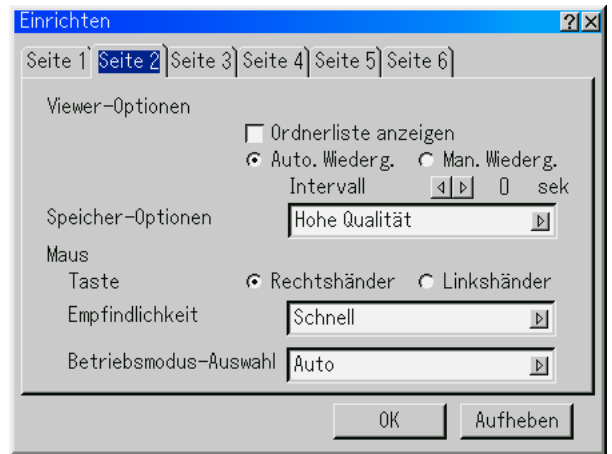 Einrichten
Seite 1 Seite 2 Seite 3 Seite 4 Seite 5 Seite 6
Viewer-Optionen
Ordnerliste anzeigen
Auto. Wiederg. Man. Wiederg.
Intervall 0 sek
Speicher-Optionen Hohe Qualität
Maus
Taste Rechtshänder Linkshänder
Empfindlichkeit Schnell
Betriebsmodus-Auswahl Auto
OK Aufheben